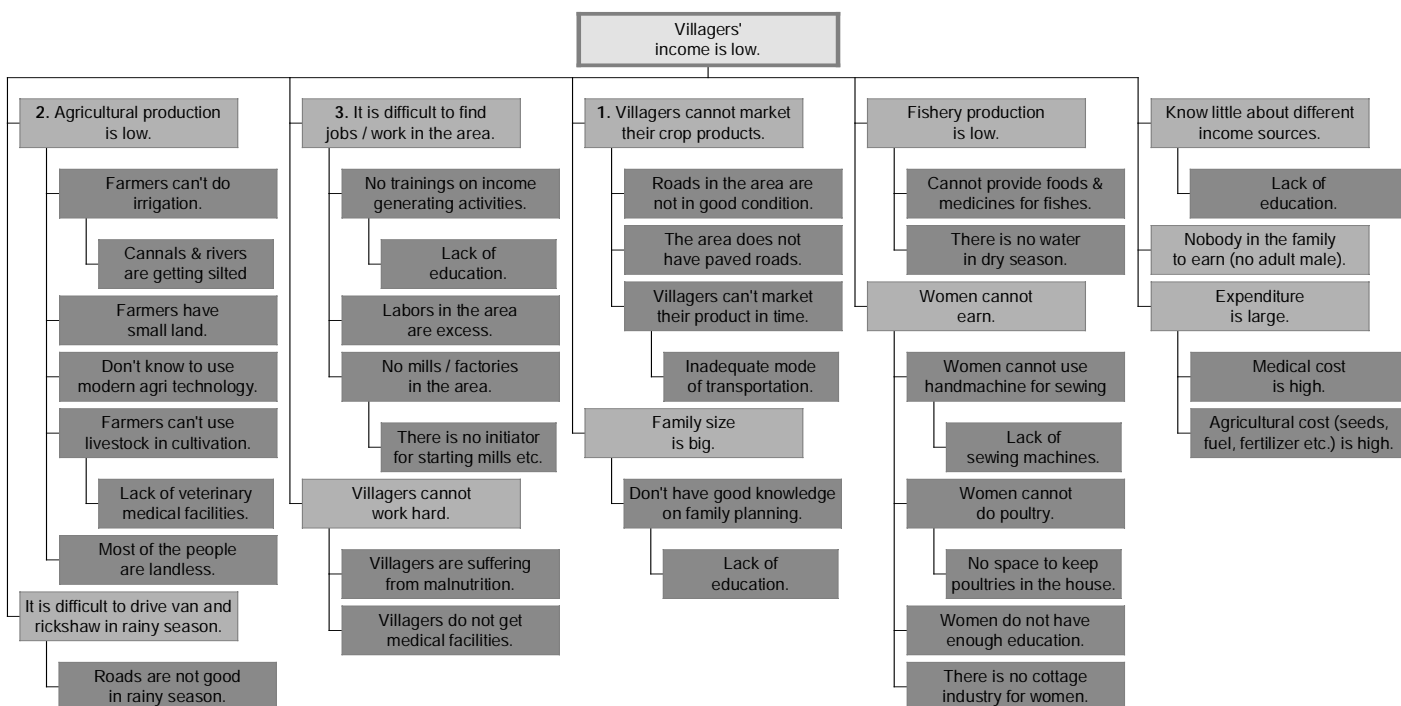 Villagers'
income is low.
2. Agricultural production
is low.
Farmers can't do
irrigation.
Cannals & rivers
are getting silted
Farmers have
small land.
Don't know to use
modern agri technology.
Farmers can't use
livestock in cultivation.
Lack of veterinary
medical facilities.
Most of the people
are landless.
It is difficult to drive van and
rickshaw in rainy season.
Roads are not good
in rainy season.
3. It is difficult to find
jobs / work in the area.
No trainings on income
generating activities.
Lack of
education.
Labors in the area
are excess.
No mills / factories
in the area.
There is no initiator
for starting mills etc.
Villagers cannot
work hard.
Villagers are suffering
from malnutrition.
Villagers do not get
medical facilities.
1. Villagers cannot market
their crop products.
Roads in the area are
not in good condition.
The area does not
have paved roads.
Villagers can't market
their product in time.
Inadequate mode
of transportation.
Family size
is big.
Don't have good knowledge
on family planning.
Lack of
education.
Fishery production
is low.
Cannot provide foods &
medicines for fishes.
There is no water
in dry season.
Women cannot
earn.
Women cannot use
handmachine for sewing
Lack of
sewing machines.
Women cannot
do poultry.
No space to keep
poultries in the house.
Women do not have
enough education.
There is no cottage
industry for women.
Know little about different
income sources.
Lack of
education.
Nobody in the family
to earn (no adult male).
Expenditure
is large.
Medical cost
is high.
Agricultural cost (seeds,
fuel, fertilizer etc.) is high.